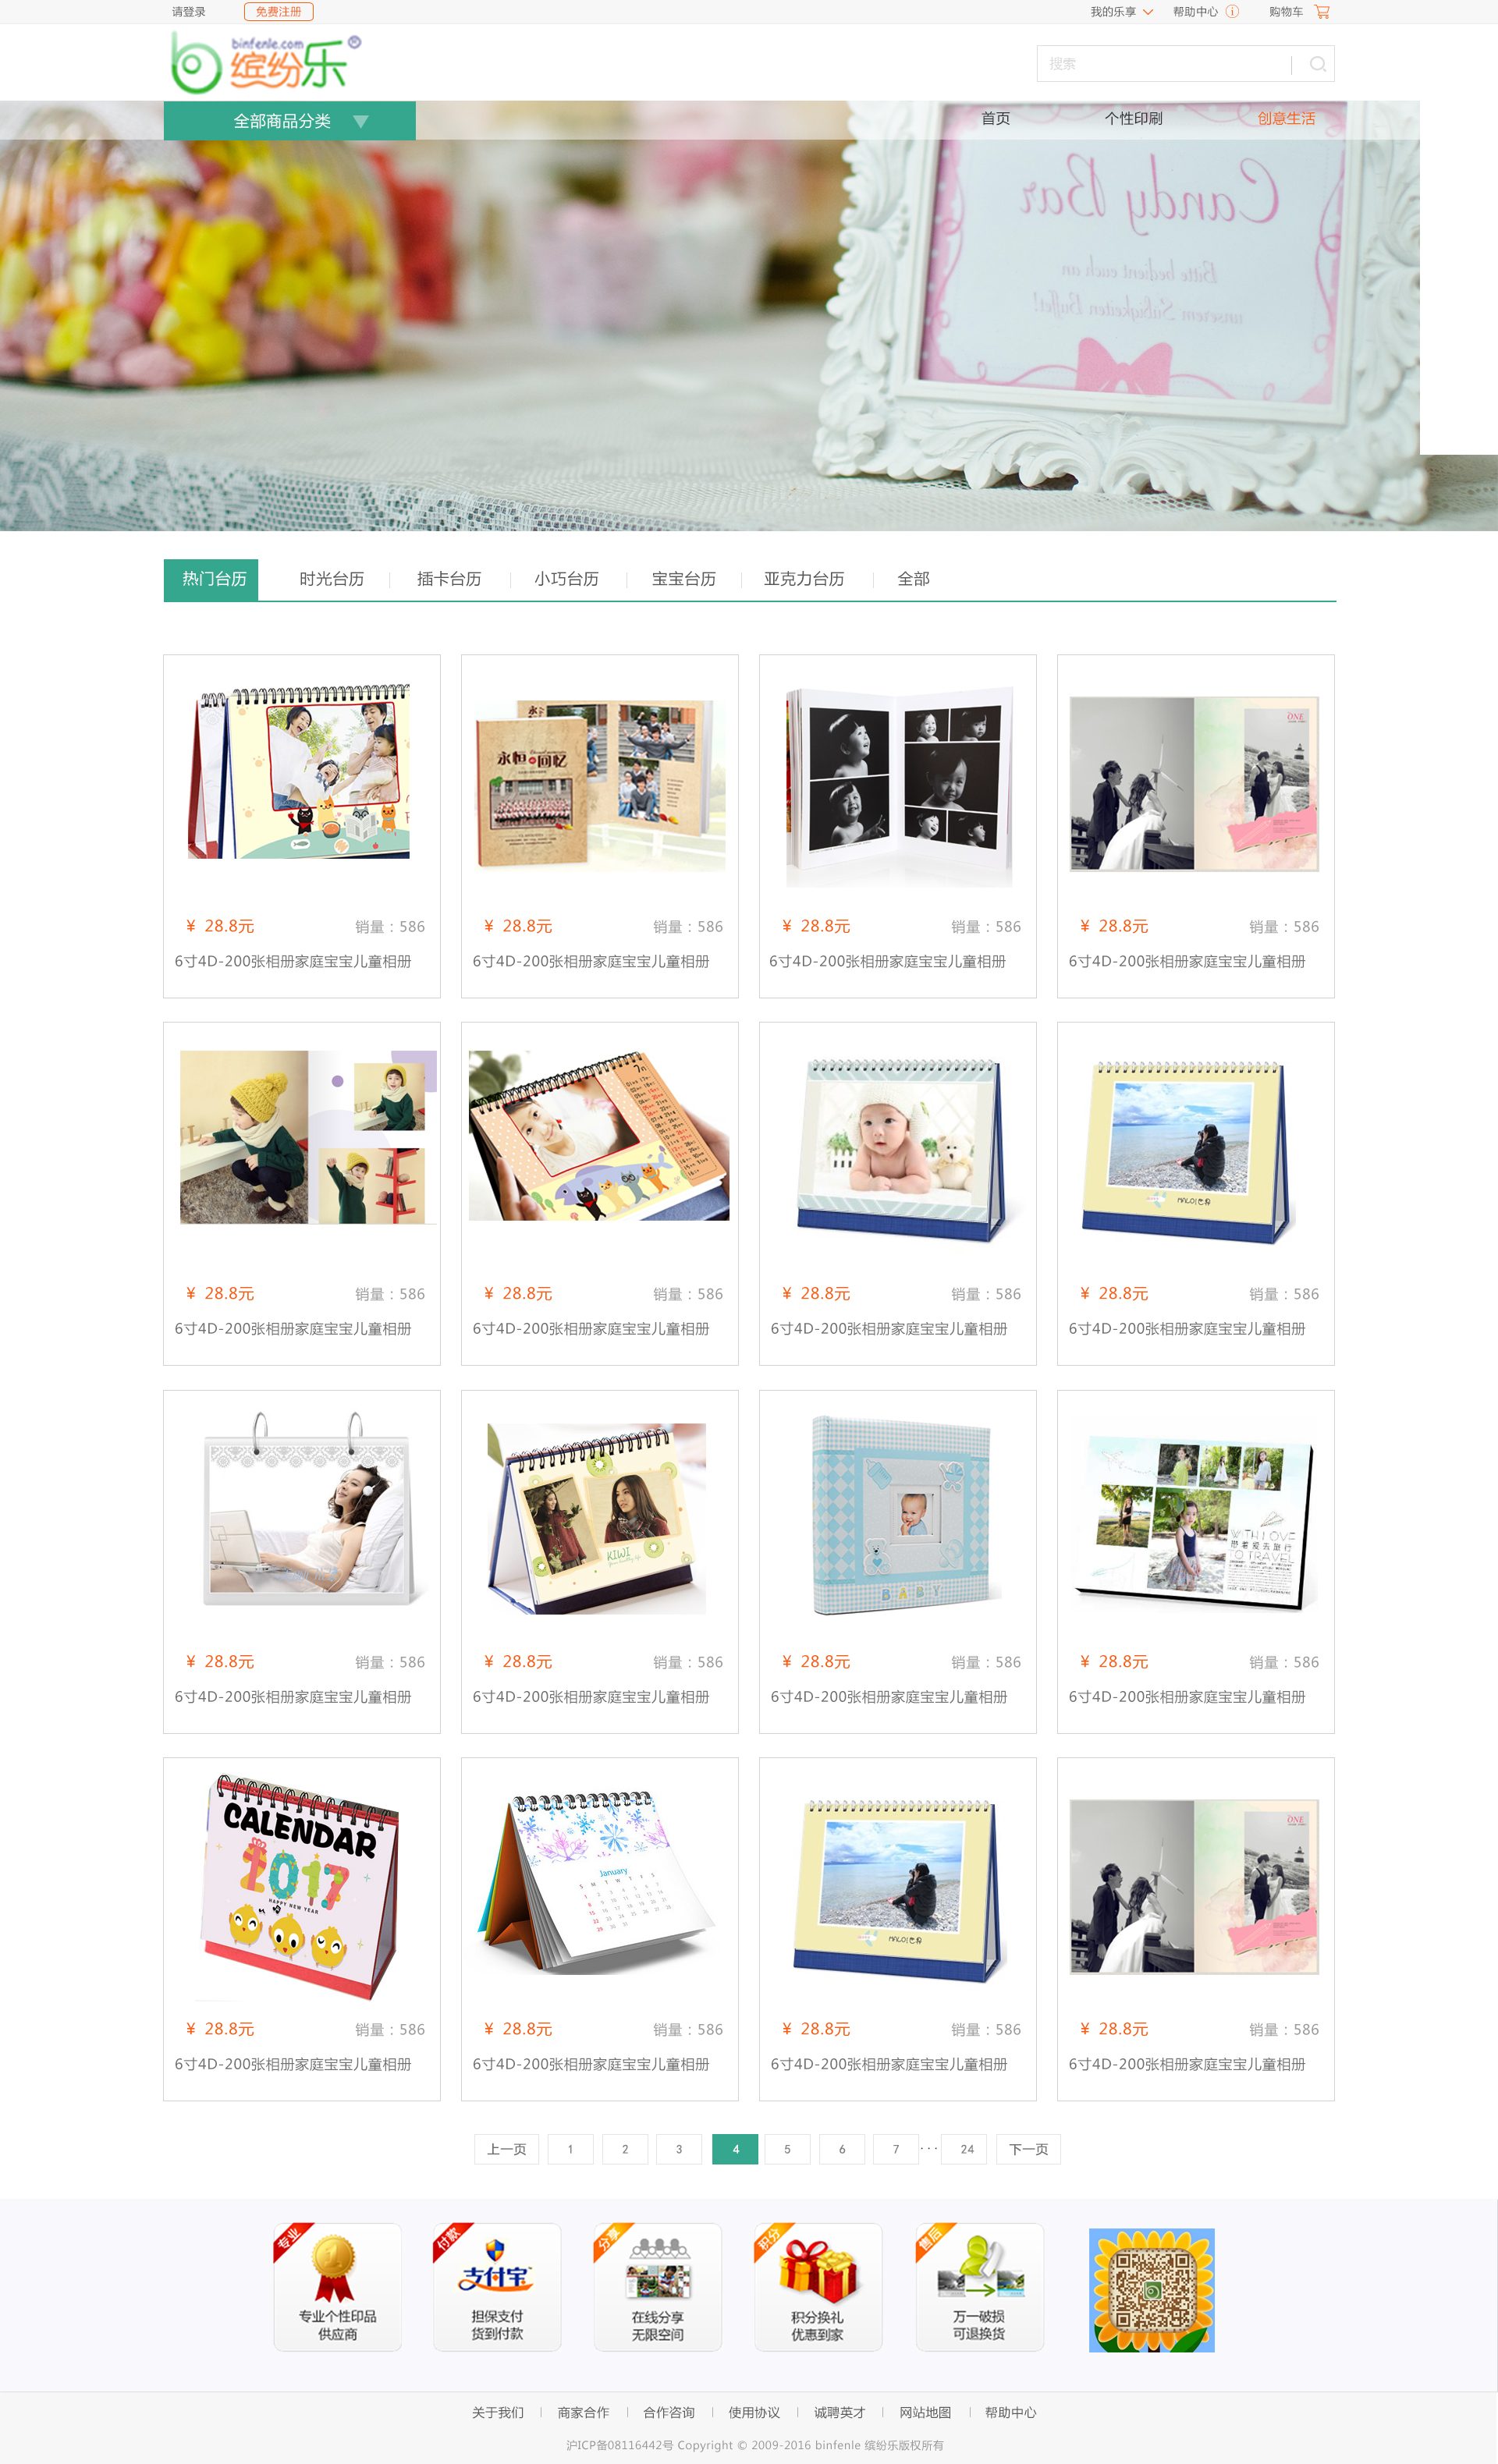 请登录 免费注册 我的乐享 帮助中心 购物车
binfenle.com
缤纷乐®
搜索
全部商品分类 首页 个性印刷 创意生活
Candy Bar
Bitte bedient euch an
unserem Süßigkeiten Buffet!
热门台历 时光台历 插卡台历 小巧台历 宝宝台历 亚克力台历 全部
永恒 回忆
ONE
¥ 28.8元 销量：586 ¥ 28.8元 销量：586 ¥ 28.8元 销量：586 ¥ 28.8元 销量：586
6寸4D-200张相册家庭宝宝儿童相册 6寸4D-200张相册家庭宝宝儿童相册 6寸4D-200张相册家庭宝宝儿童相册 6寸4D-200张相册家庭宝宝儿童相册
¥ 28.8元 销量：586 ¥ 28.8元 销量：586 ¥ 28.8元 销量：586 ¥ 28.8元 销量：586
6寸4D-200张相册家庭宝宝儿童相册 6寸4D-200张相册家庭宝宝儿童相册 6寸4D-200张相册家庭宝宝儿童相册 6寸4D-200张相册家庭宝宝儿童相册
KIWI
BABY
WITH LOVE
带着爱去旅行
TO TRAVEL
¥ 28.8元 销量：586 ¥ 28.8元 销量：586 ¥ 28.8元 销量：586 ¥ 28.8元 销量：586
6寸4D-200张相册家庭宝宝儿童相册 6寸4D-200张相册家庭宝宝儿童相册 6寸4D-200张相册家庭宝宝儿童相册 6寸4D-200张相册家庭宝宝儿童相册
CALENDAR
2017
HAPPY NEW YEAR
January
S M T W T F S
ONE
¥ 28.8元 销量：586 ¥ 28.8元 销量：586 ¥ 28.8元 销量：586 ¥ 28.8元 销量：586
6寸4D-200张相册家庭宝宝儿童相册 6寸4D-200张相册家庭宝宝儿童相册 6寸4D-200张相册家庭宝宝儿童相册 6寸4D-200张相册家庭宝宝儿童相册
上一页 1 2 3 4 5 6 7 ··· 24 下一页
专业 付款 分享 积分 售后
支付宝
专业个性印品 担保支付 在线分享 积分换礼 万一破损
供应商 货到付款 无限空间 优惠到家 可退换货
关于我们 商家合作 合作咨询 使用协议 诚聘英才 网站地图 帮助中心
沪ICP备08116442号 Copyright © 2009-2016 binfenle 缤纷乐版权所有